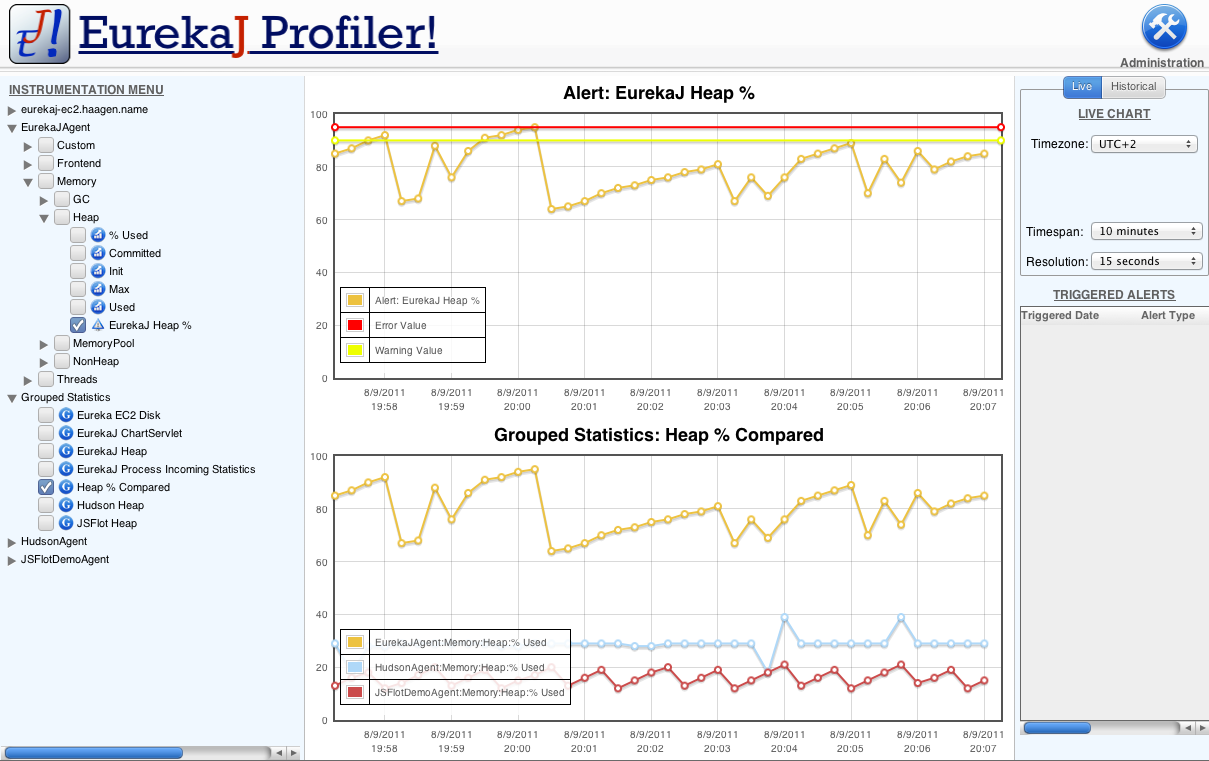 J!
EurekaJ Profiler!
Administration
INSTRUMENTATION MENU
eurekaj-ec2.haagen.name
EurekaJAgent
Custom
Frontend
Memory
GC
Heap
% Used
Committed
Init
Max
Used
EurekaJ Heap %
MemoryPool
NonHeap
Threads
Grouped Statistics
G Eureka EC2 Disk
G EurekaJ ChartServlet
G EurekaJ Heap
G EurekaJ Process Incoming Statistics
G Heap % Compared
G Hudson Heap
G JSFlot Heap
HudsonAgent
JSFlotDemoAgent
Alert: EurekaJ Heap %
100
80
60
40
20
0
Alert: EurekaJ Heap %
Error Value
Warning Value
8/9/2011 8/9/2011 8/9/2011 8/9/2011 8/9/2011 8/9/2011 8/9/2011 8/9/2011 8/9/2011 8/9/2011
19:58 19:59 20:00 20:01 20:02 20:03 20:04 20:05 20:06 20:07
Grouped Statistics: Heap % Compared
100
80
60
40
20
0
EurekaJAgent:Memory:Heap:% Used
HudsonAgent:Memory:Heap:% Used
JSFlotDemoAgent:Memory:Heap:% Used
8/9/2011 8/9/2011 8/9/2011 8/9/2011 8/9/2011 8/9/2011 8/9/2011 8/9/2011 8/9/2011 8/9/2011
19:58 19:59 20:00 20:01 20:02 20:03 20:04 20:05 20:06 20:07
Live Historical
LIVE CHART
Timezone: UTC+2
Timespan: 10 minutes
Resolution: 15 seconds
TRIGGERED ALERTS
Triggered Date Alert Type